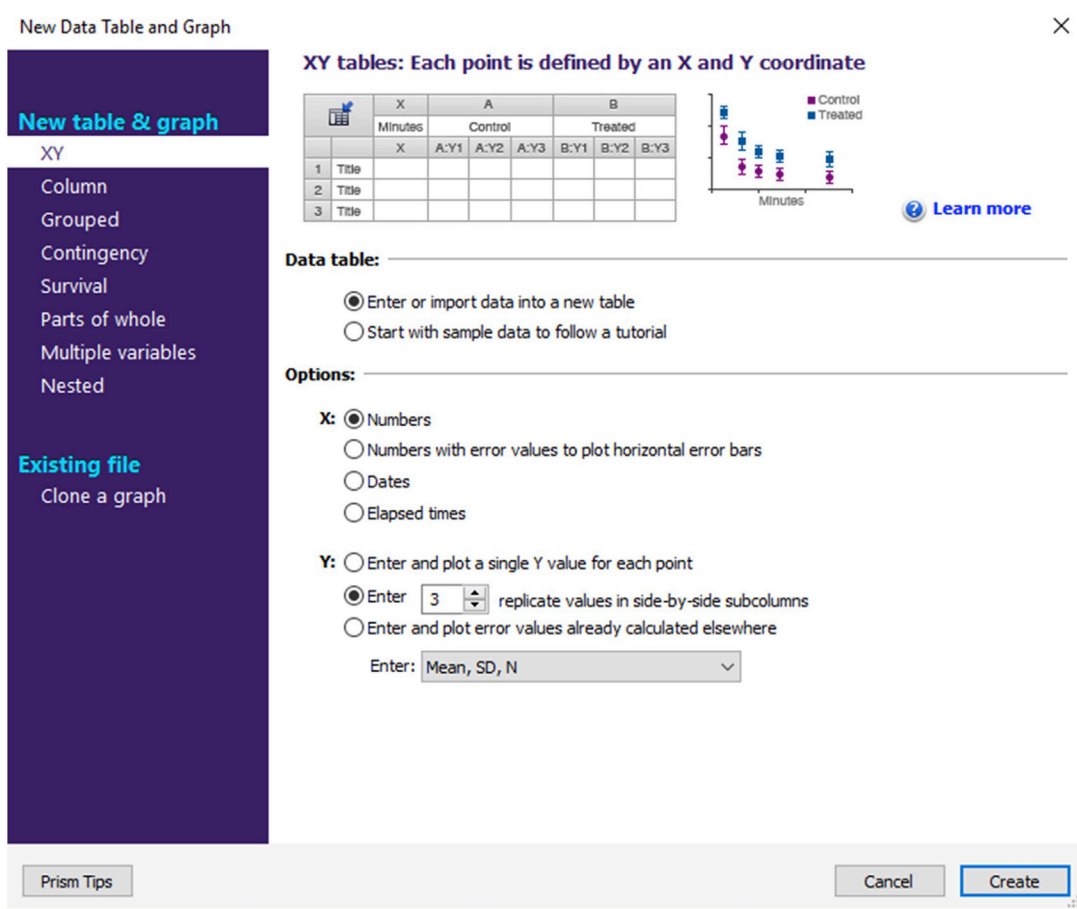 New Data Table and Graph
New table & graph
XY
Column
Grouped
Contingency
Survival
Parts of whole
Multiple variables
Nested
Existing file
Clone a graph
XY tables: Each point is defined by an X and Y coordinate
X A B
Minutes Control Treated
X A:Y1 A:Y2 A:Y3 B:Y1 B:Y2 B:Y3
1 Title
2 Title
3 Title
Control
Treated
Minutes
? Learn more
Data table:
Enter or import data into a new table
Start with sample data to follow a tutorial
Options:
X: Numbers
Numbers with error values to plot horizontal error bars
Dates
Elapsed times
Y: Enter and plot a single Y value for each point
Enter 3 replicate values in side-by-side subcolumns
Enter and plot error values already calculated elsewhere
Enter: Mean, SD, N
Prism Tips Cancel Create